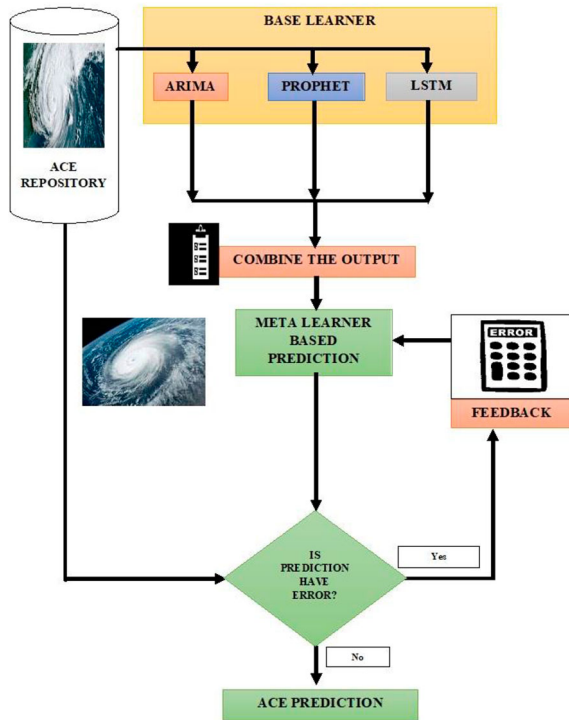 BASE LEARNER
ARIMA
PROPHET
LSTM
ACE
REPOSITORY
COMBINE THE OUTPUT
META LEARNER
BASED
PREDICTION
ERROR
FEEDBACK
IS
PREDICTION
HAVE
ERROR?
Yes
No
ACE PREDICTION